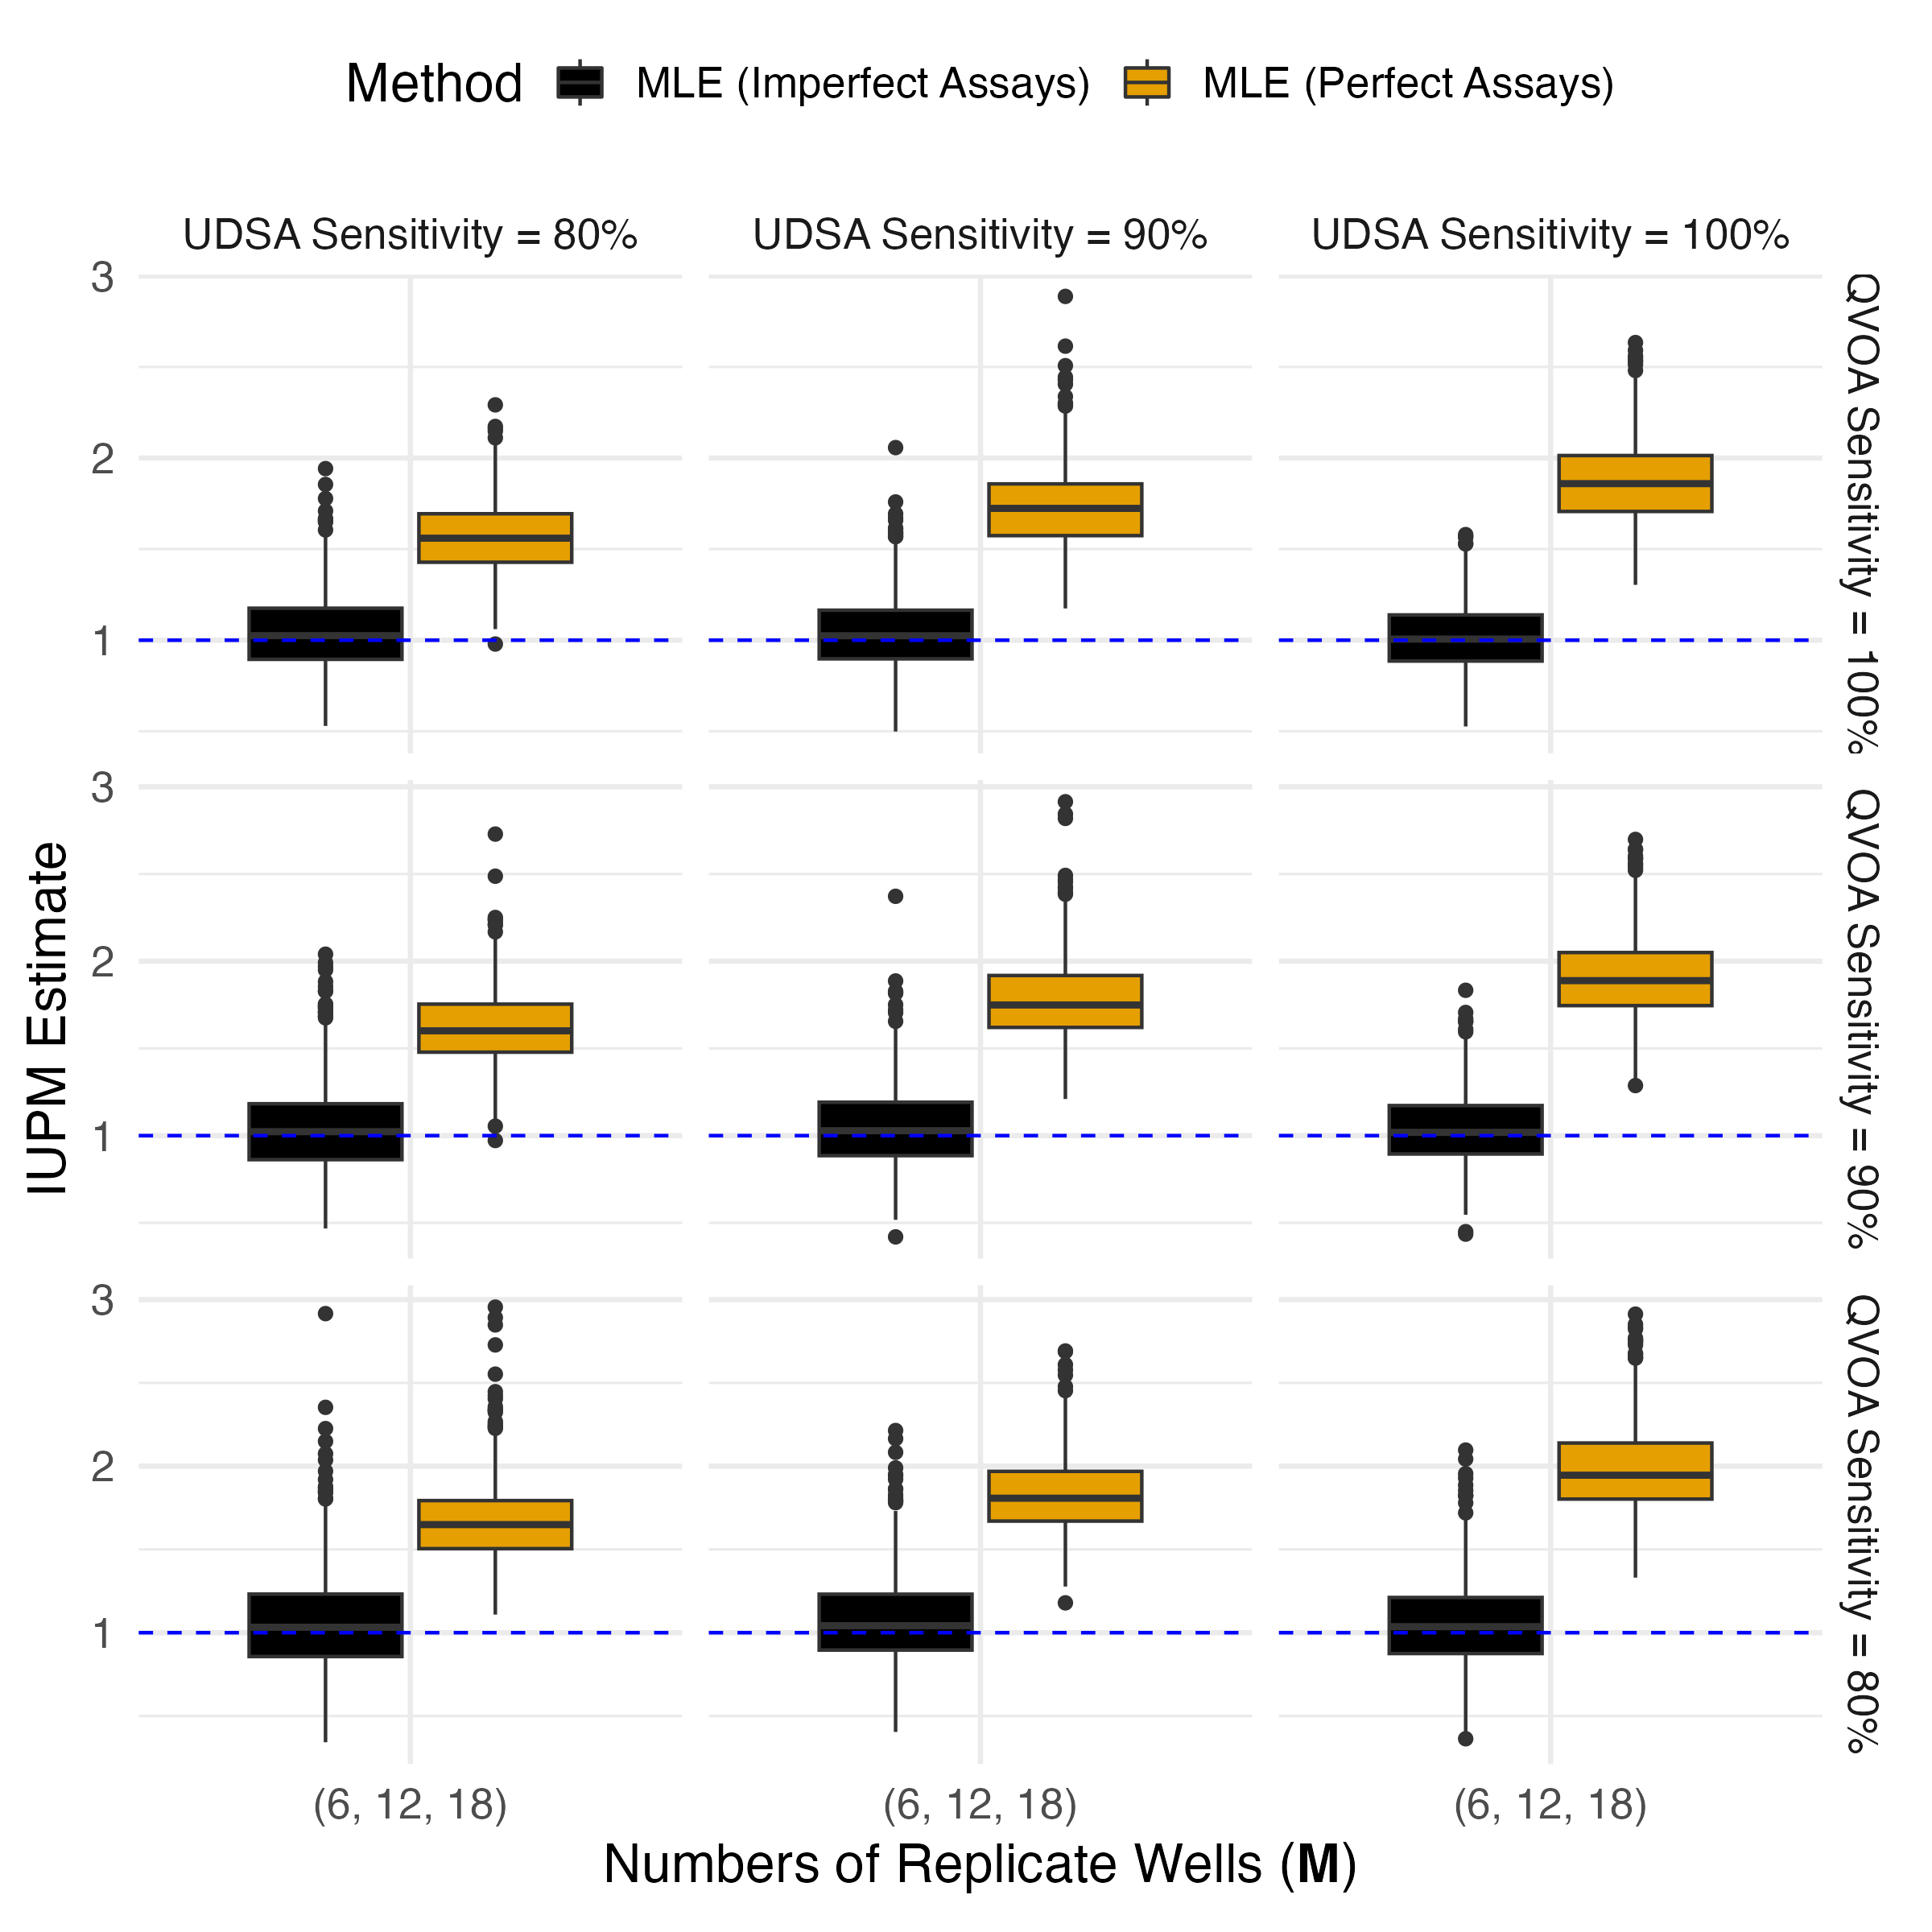 Method MLE (Imperfect Assays) MLE (Perfect Assays)
UDSA Sensitivity = 80% UDSA Sensitivity = 90% UDSA Sensitivity = 100%
3
2
1
QVOA Sensitivity = 100%
3
2
1
QVOA Sensitivity = 90%
3
2
1
QVOA Sensitivity = 80%
IUPM Estimate
(6, 12, 18) (6, 12, 18) (6, 12, 18)
Numbers of Replicate Wells (M)